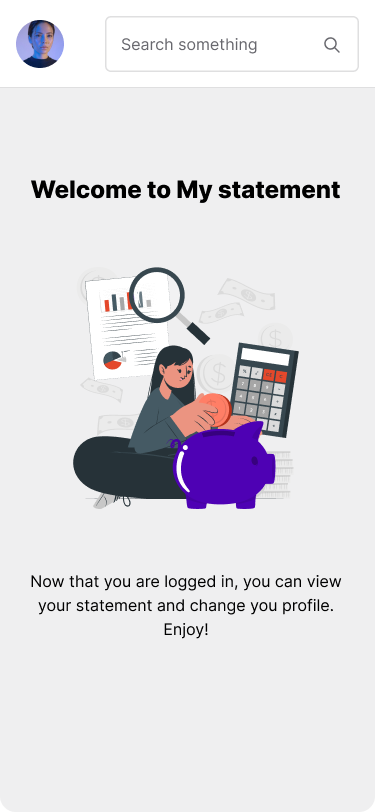 Search something
Welcome to My statement
Now that you are logged in, you can view
your statement and change you profile.
Enjoy!